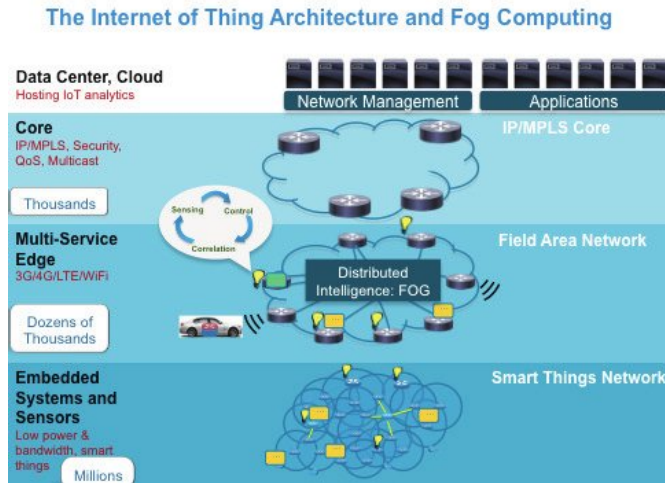 The Internet of Thing Architecture and Fog Computing
Data Center, Cloud
Hosting IoT analytics
Network Management
Applications
Core
IP/MPLS, Security,
QoS, Multicast
IP/MPLS Core
Thousands
Sensing
Control
Correlation
Multi-Service
Edge
3G/4G/LTE/WiFi
Field Area Network
Distributed
Intelligence: FOG
Dozens of
Thousands
Embedded
Systems and
Sensors
Low power &
bandwidth, smart
things
Smart Things Network
Millions